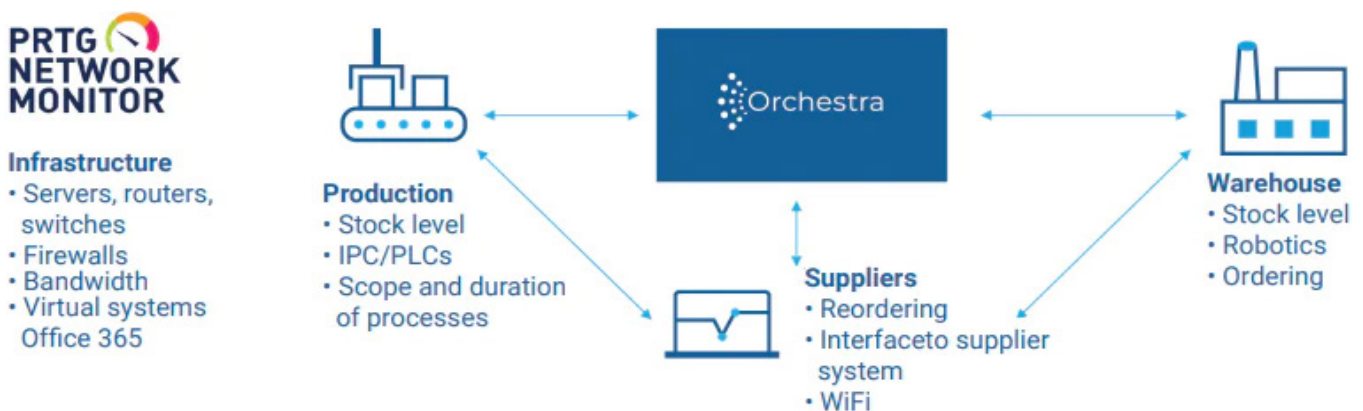 PRTG
NETWORK
MONITOR
Infrastructure
• Servers, routers,
switches
• Firewalls
• Bandwidth
• Virtual systems
Office 365
Production
• Stock level
• IPC/PLCs
• Scope and duration
of processes
Orchestra
Suppliers
• Reordering
• Interfaceto supplier
system
• WiFi
Warehouse
• Stock level
• Robotics
• Ordering